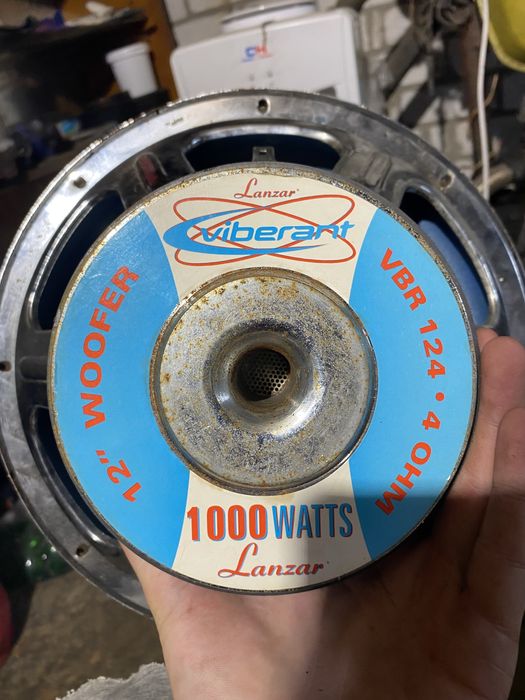 Lanzar
viberant
12" WOOFER
VBR 124 • 4 OHM
1000 WATTS
Lanzar